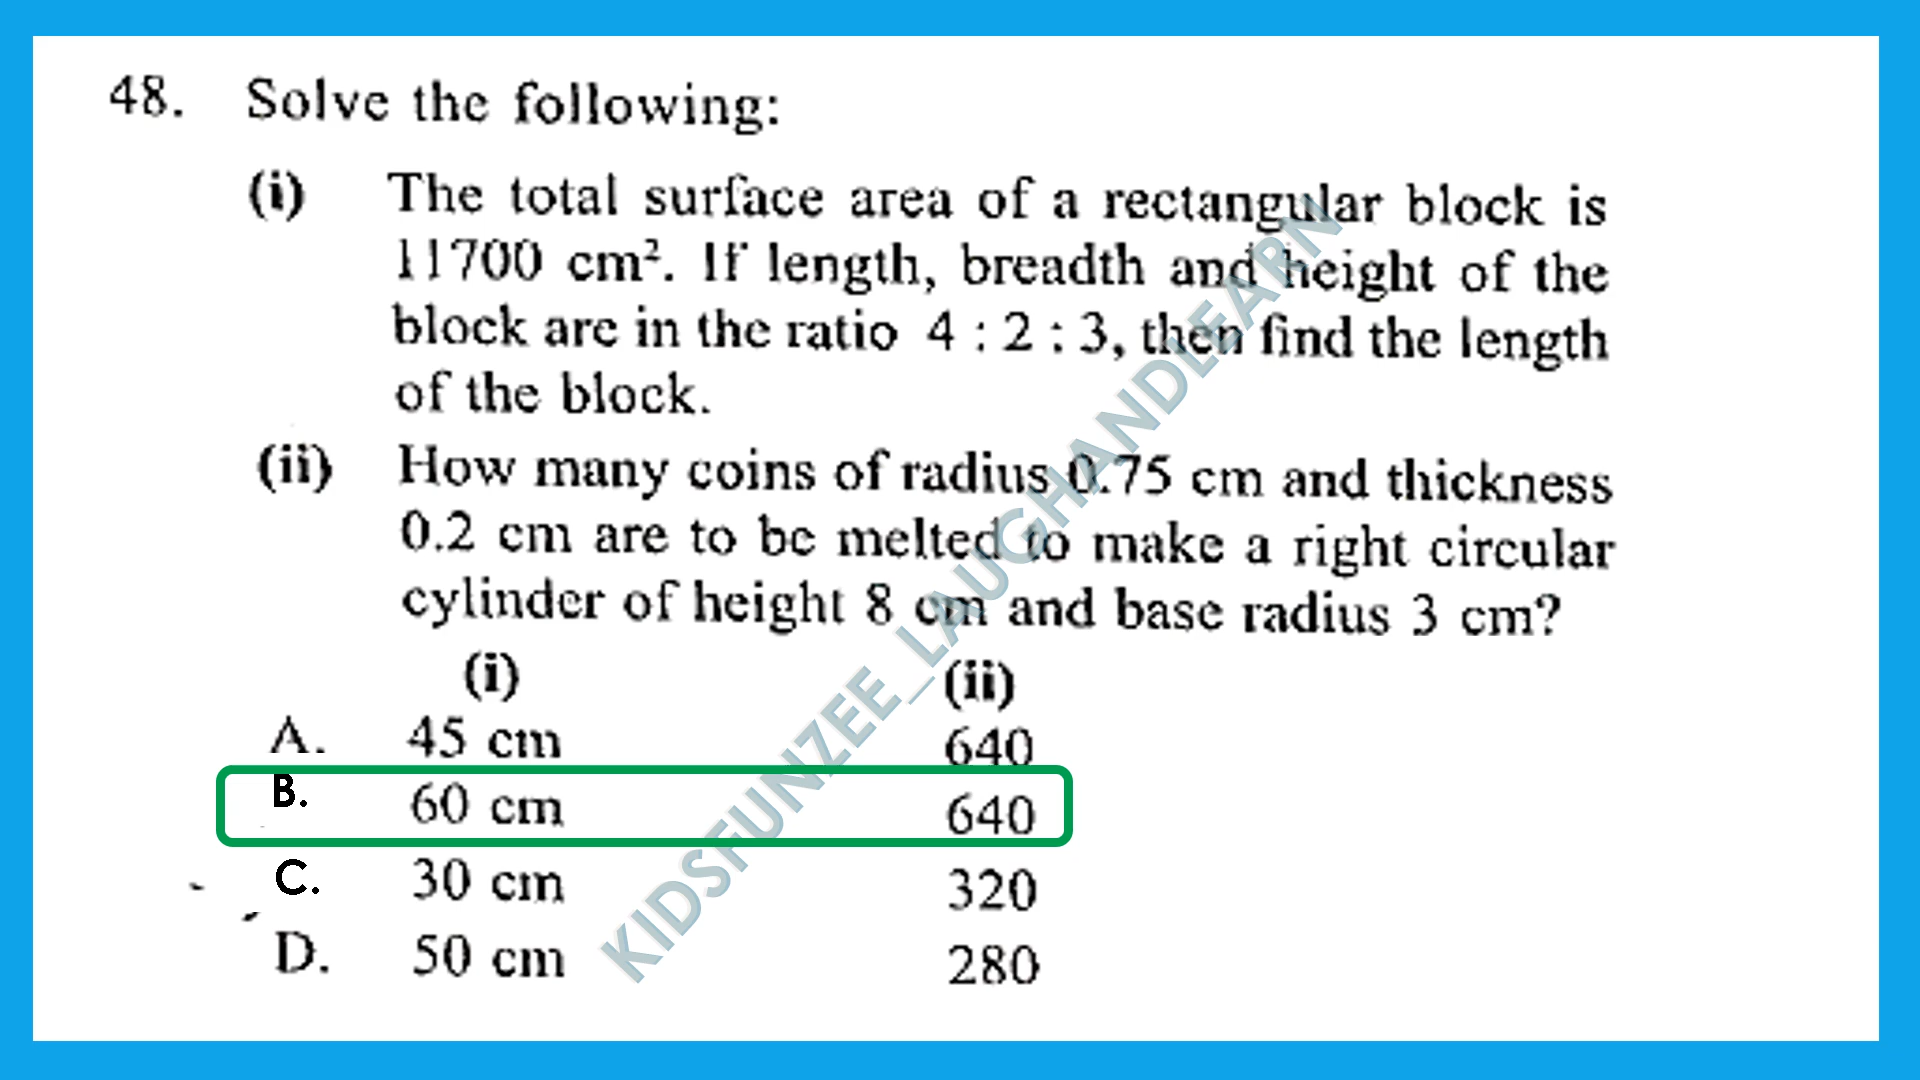 48. Solve the following:
(i) The total surface area of a rectangular block is
11700 cm². If length, breadth and height of the
block are in the ratio 4 : 2 : 3, then find the length
of the block.
(ii) How many coins of radius 0.75 cm and thickness
0.2 cm are to be melted to make a right circular
cylinder of height 8 cm and base radius 3 cm?
(i) (ii)
A. 45 cm 640
B. 60 cm 640
C. 30 cm 320
D. 50 cm 280
KIDSFUNZEE_LAUGHANDLEARN